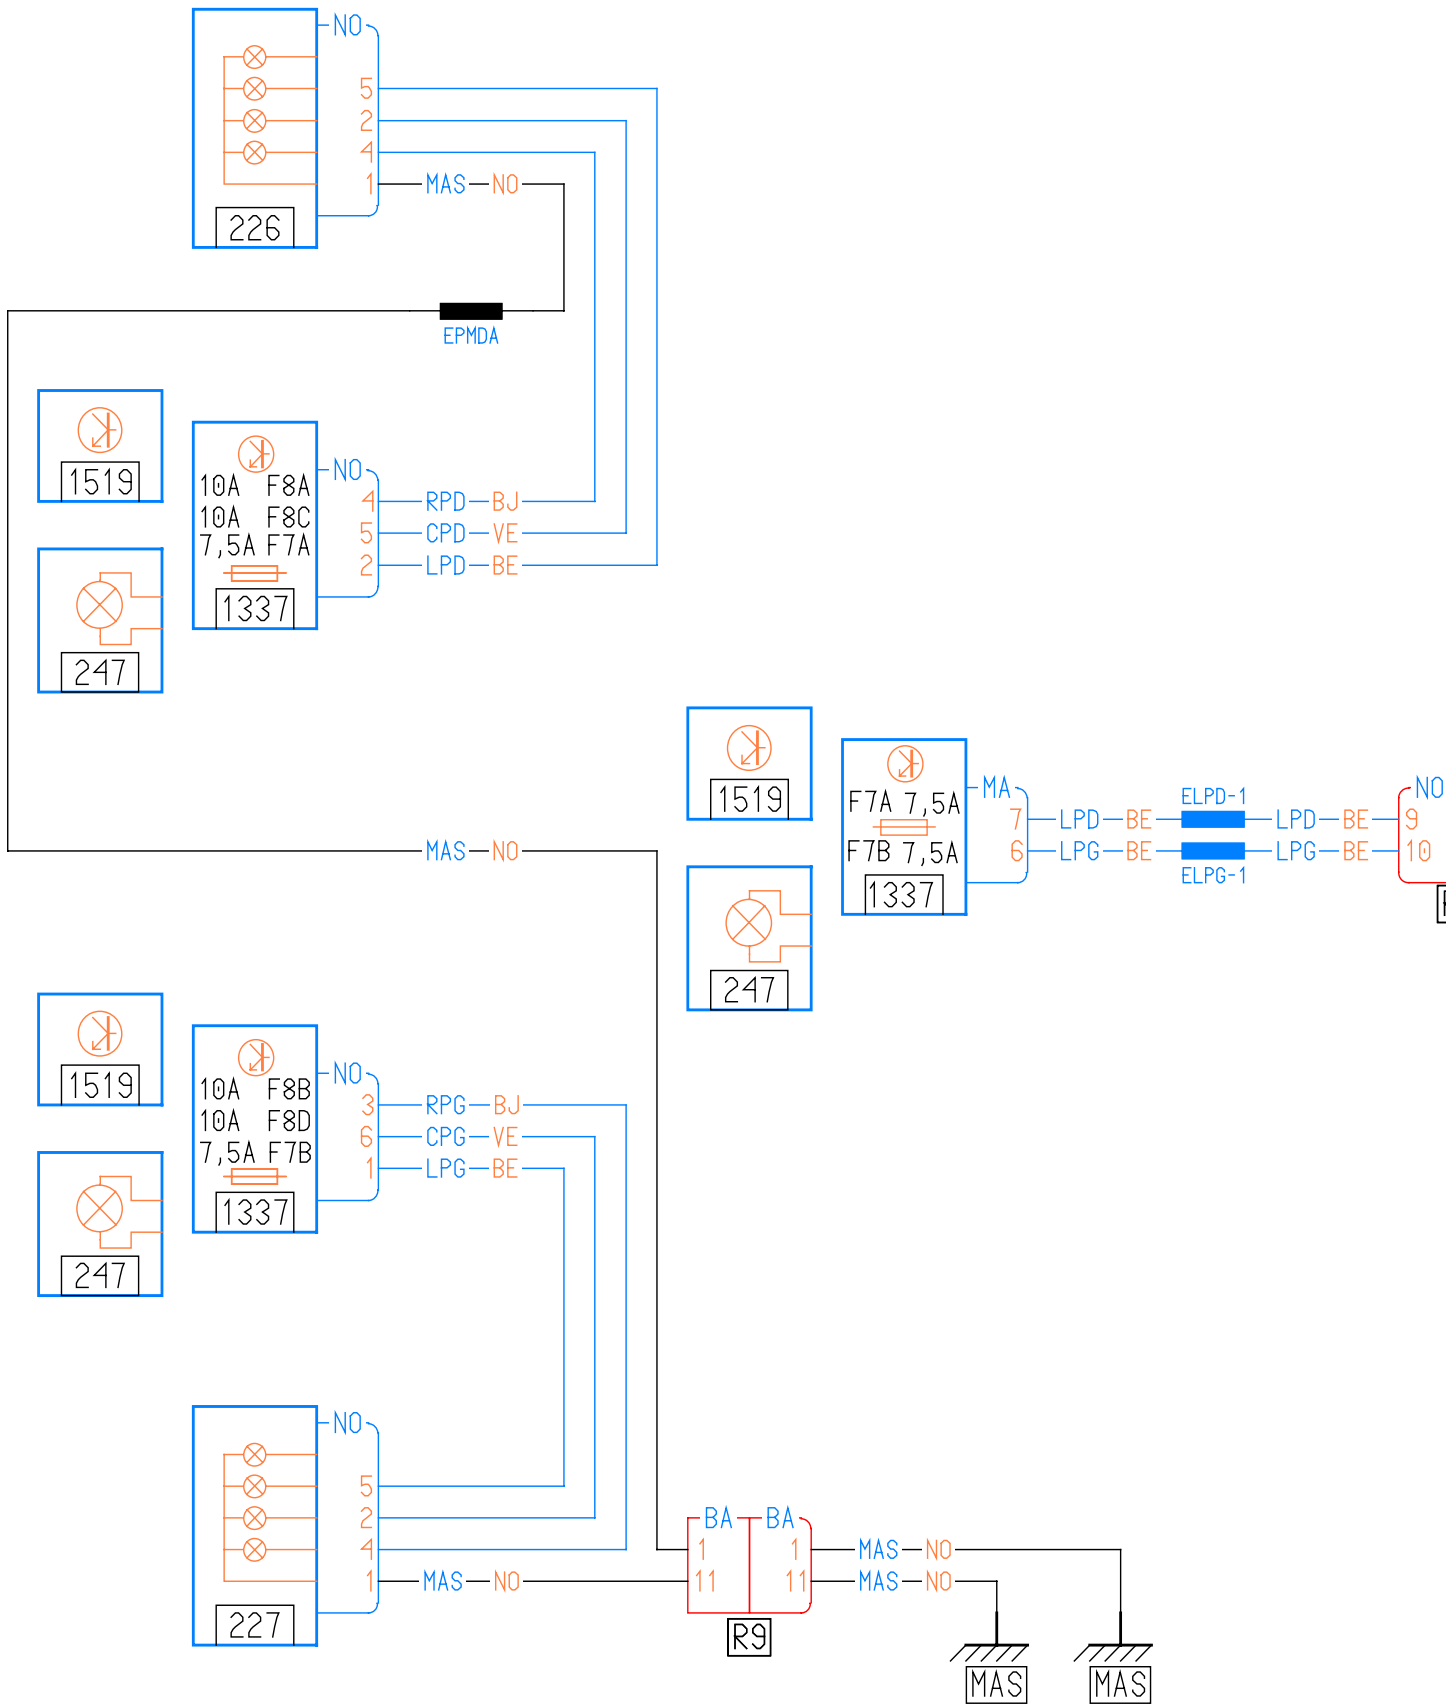 NO
5
2
4
1 MAS NO
226
EPMDA
1519
NO
10A F8A
10A F8C
7,5A F7A
4 RPD BJ
5 CPD VE
2 LPD BE
1337
247
1519
F7A 7,5A
F7B 7,5A
1337
MA
7 LPD BE ELPD-1 LPD BE 9
6 LPG BE ELPG-1 LPG BE 10
NO
247
MAS NO
1519
NO
10A F8B
10A F8D
7,5A F7B
3 RPG BJ
6 CPG VE
1 LPG BE
1337
247
NO
5
2
4
1 MAS NO
227
BA BA
1 1 MAS NO
11 11 MAS NO
R9
MAS MAS